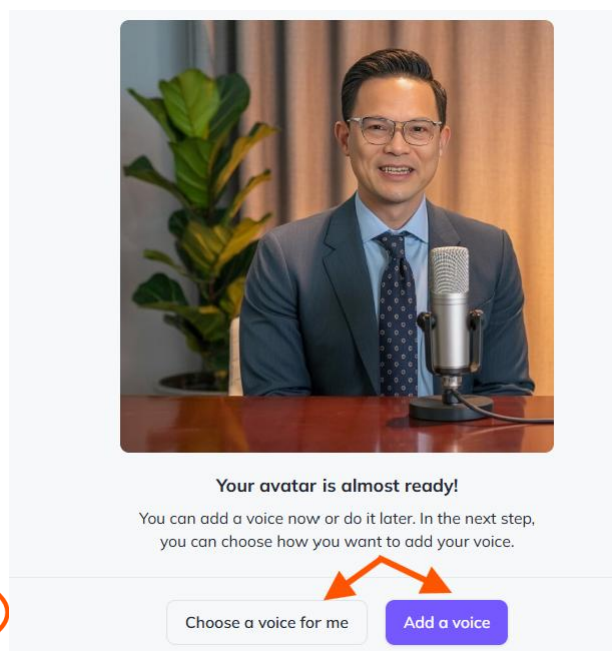 Your avatar is almost ready!
You can add a voice now or do it later. In the next step,
you can choose how you want to add your voice.
Choose a voice for me
Add a voice